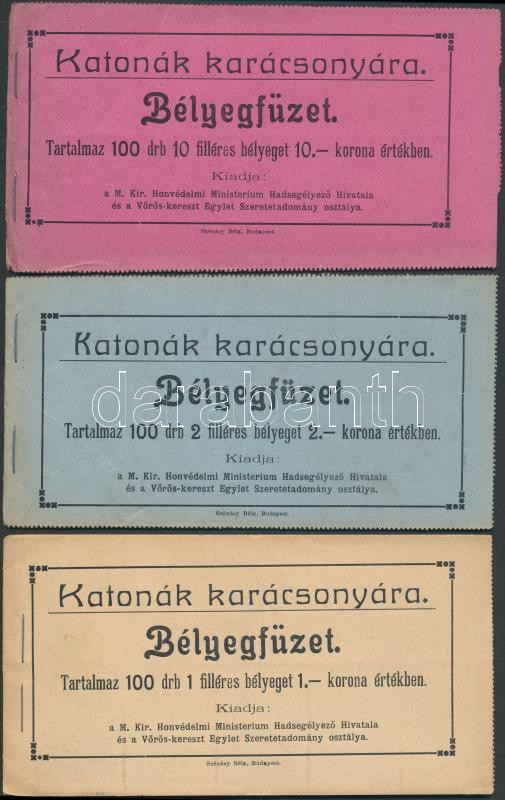 Katonák karácsonyára.
Bélyegfüzet.
Tartalmaz 100 drb 10 filléres bélyeget 10.— korona értékben.
Kiadja:
a M. Kir. Honvédelmi Ministerium Hadsegélyező Hivatala
és a Vörös-kereszt Egylet Szeretetadomány osztálya.
Szénásy Béla, Budapest.
Katonák karácsonyára.
Bélyegfüzet.
darabanth
Tartalmaz 100 drb 2 filléres bélyeget 2.— korona értékben.
Kiadja:
a M. Kir. Honvédelmi Ministerium Hadsegélyező Hivatala
és a Vörös-kereszt Egylet Szeretetadomány osztálya.
Szénásy Béla, Budapest.
Katonák karácsonyára.
Bélyegfüzet.
Tartalmaz 100 drb 1 filléres bélyeget 1.— korona értékben.
Kiadja:
a M. Kir. Honvédelmi Ministerium Hadsegélyező Hivatala
és a Vörös-kereszt Egylet Szeretetadomány osztálya.
Szénásy Béla, Budapest.